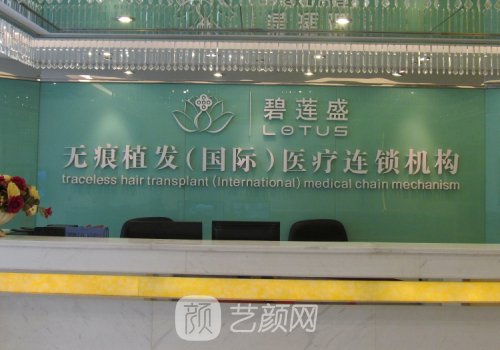 碧莲盛
LOTUS
无痕植发(国际)医疗连锁机构
traceless hair transplant (International) medical chain mechanism
颜 艺颜网